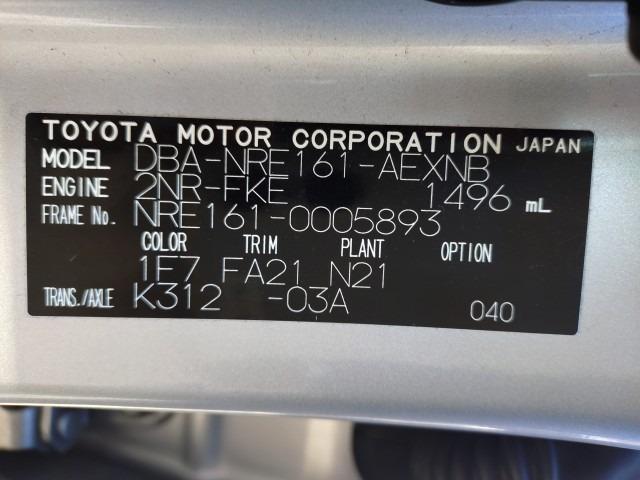 TOYOTA MOTOR CORPORATION JAPAN
MODEL DBA-NRE161-AEXNB
ENGINE 2NR-FKE 1496 mL
FRAME No. NRE161-0005893
COLOR TRIM PLANT OPTION
1F7 FA21 N21
TRANS./AXLE K312 -03A 040